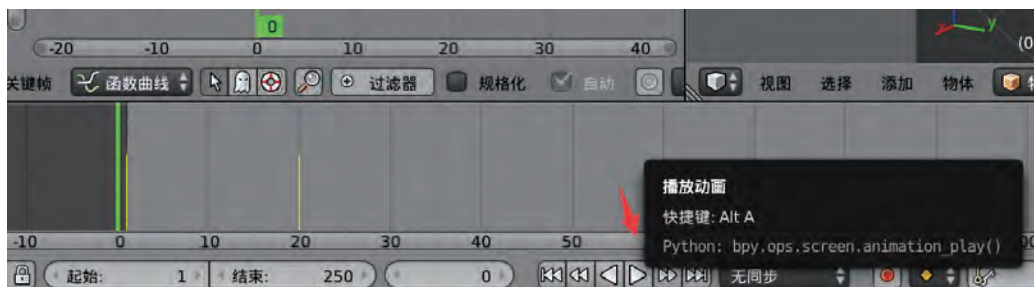 0
-20 -10 0 10 20 30 40
(0
关键帧 函数曲线 过滤器 规格化 自动 视图 选择 添加 物体
播放动画
快捷键: Alt A
Python: bpy.ops.screen.animation_play()
-10 0 10 20 30 40 50
起始: 1 结束: 250 0 无同步